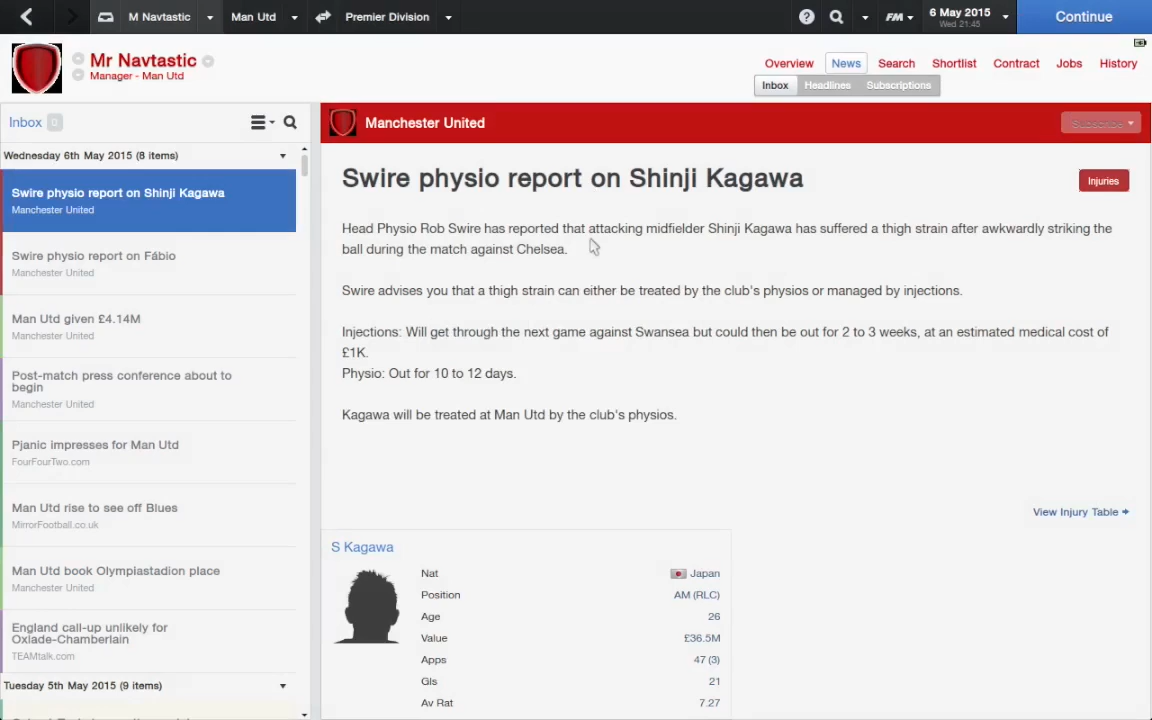 M Navtastic
Man Utd
Premier Division
FM
6 May 2015
Wed 21:45
Continue
Mr Navtastic
Manager - Man Utd
Overview
News
Search
Shortlist
Contract
Jobs
History
Inbox
Headlines
Subscriptions
Inbox 0
Manchester United
Subscribe
Wednesday 6th May 2015 (8 items)
Swire physio report on Shinji Kagawa
Manchester United
Swire physio report on Fábio
Manchester United
Man Utd given £4.14M
Manchester United
Post-match press conference about to
begin
Manchester United
Pjanic impresses for Man Utd
FourFourTwo.com
Man Utd rise to see off Blues
MirrorFootball.co.uk
Man Utd book Olympiastadion place
Manchester United
England call-up unlikely for
Oxlade-Chamberlain
TEAMtalk.com
Tuesday 5th May 2015 (9 items)
Swire physio report on Shinji Kagawa
Injuries
Head Physio Rob Swire has reported that attacking midfielder Shinji Kagawa has suffered a thigh strain after awkwardly striking the
ball during the match against Chelsea.
Swire advises you that a thigh strain can either be treated by the club's physios or managed by injections.
Injections: Will get through the next game against Swansea but could then be out for 2 to 3 weeks, at an estimated medical cost of
£1K.
Physio: Out for 10 to 12 days.
Kagawa will be treated at Man Utd by the club's physios.
View Injury Table
S Kagawa
Nat Japan
Position AM (RLC)
Age 26
Value £36.5M
Apps 47 (3)
Gls 21
Av Rat 7.27